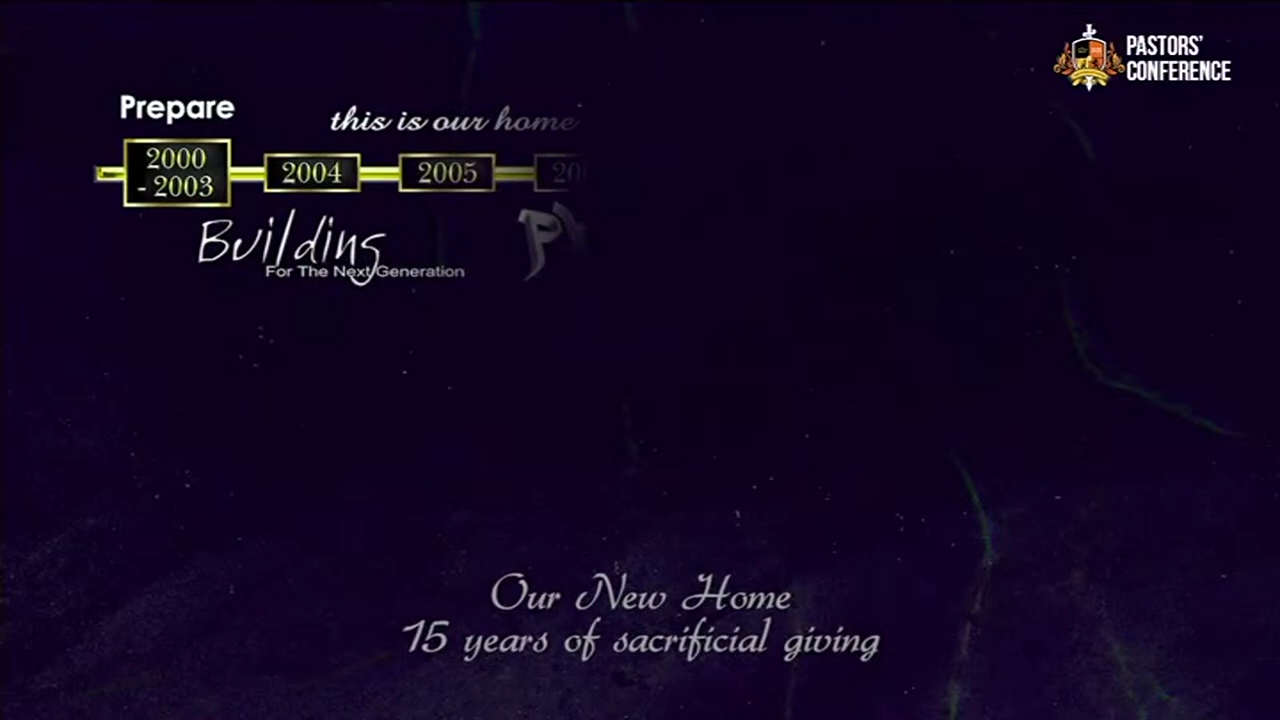 PASTORS'
CONFERENCE
Prepare
this is our home
2000
- 2003
2004
2005
Building
For The Next Generation
Our New Home
15 years of sacrificial giving